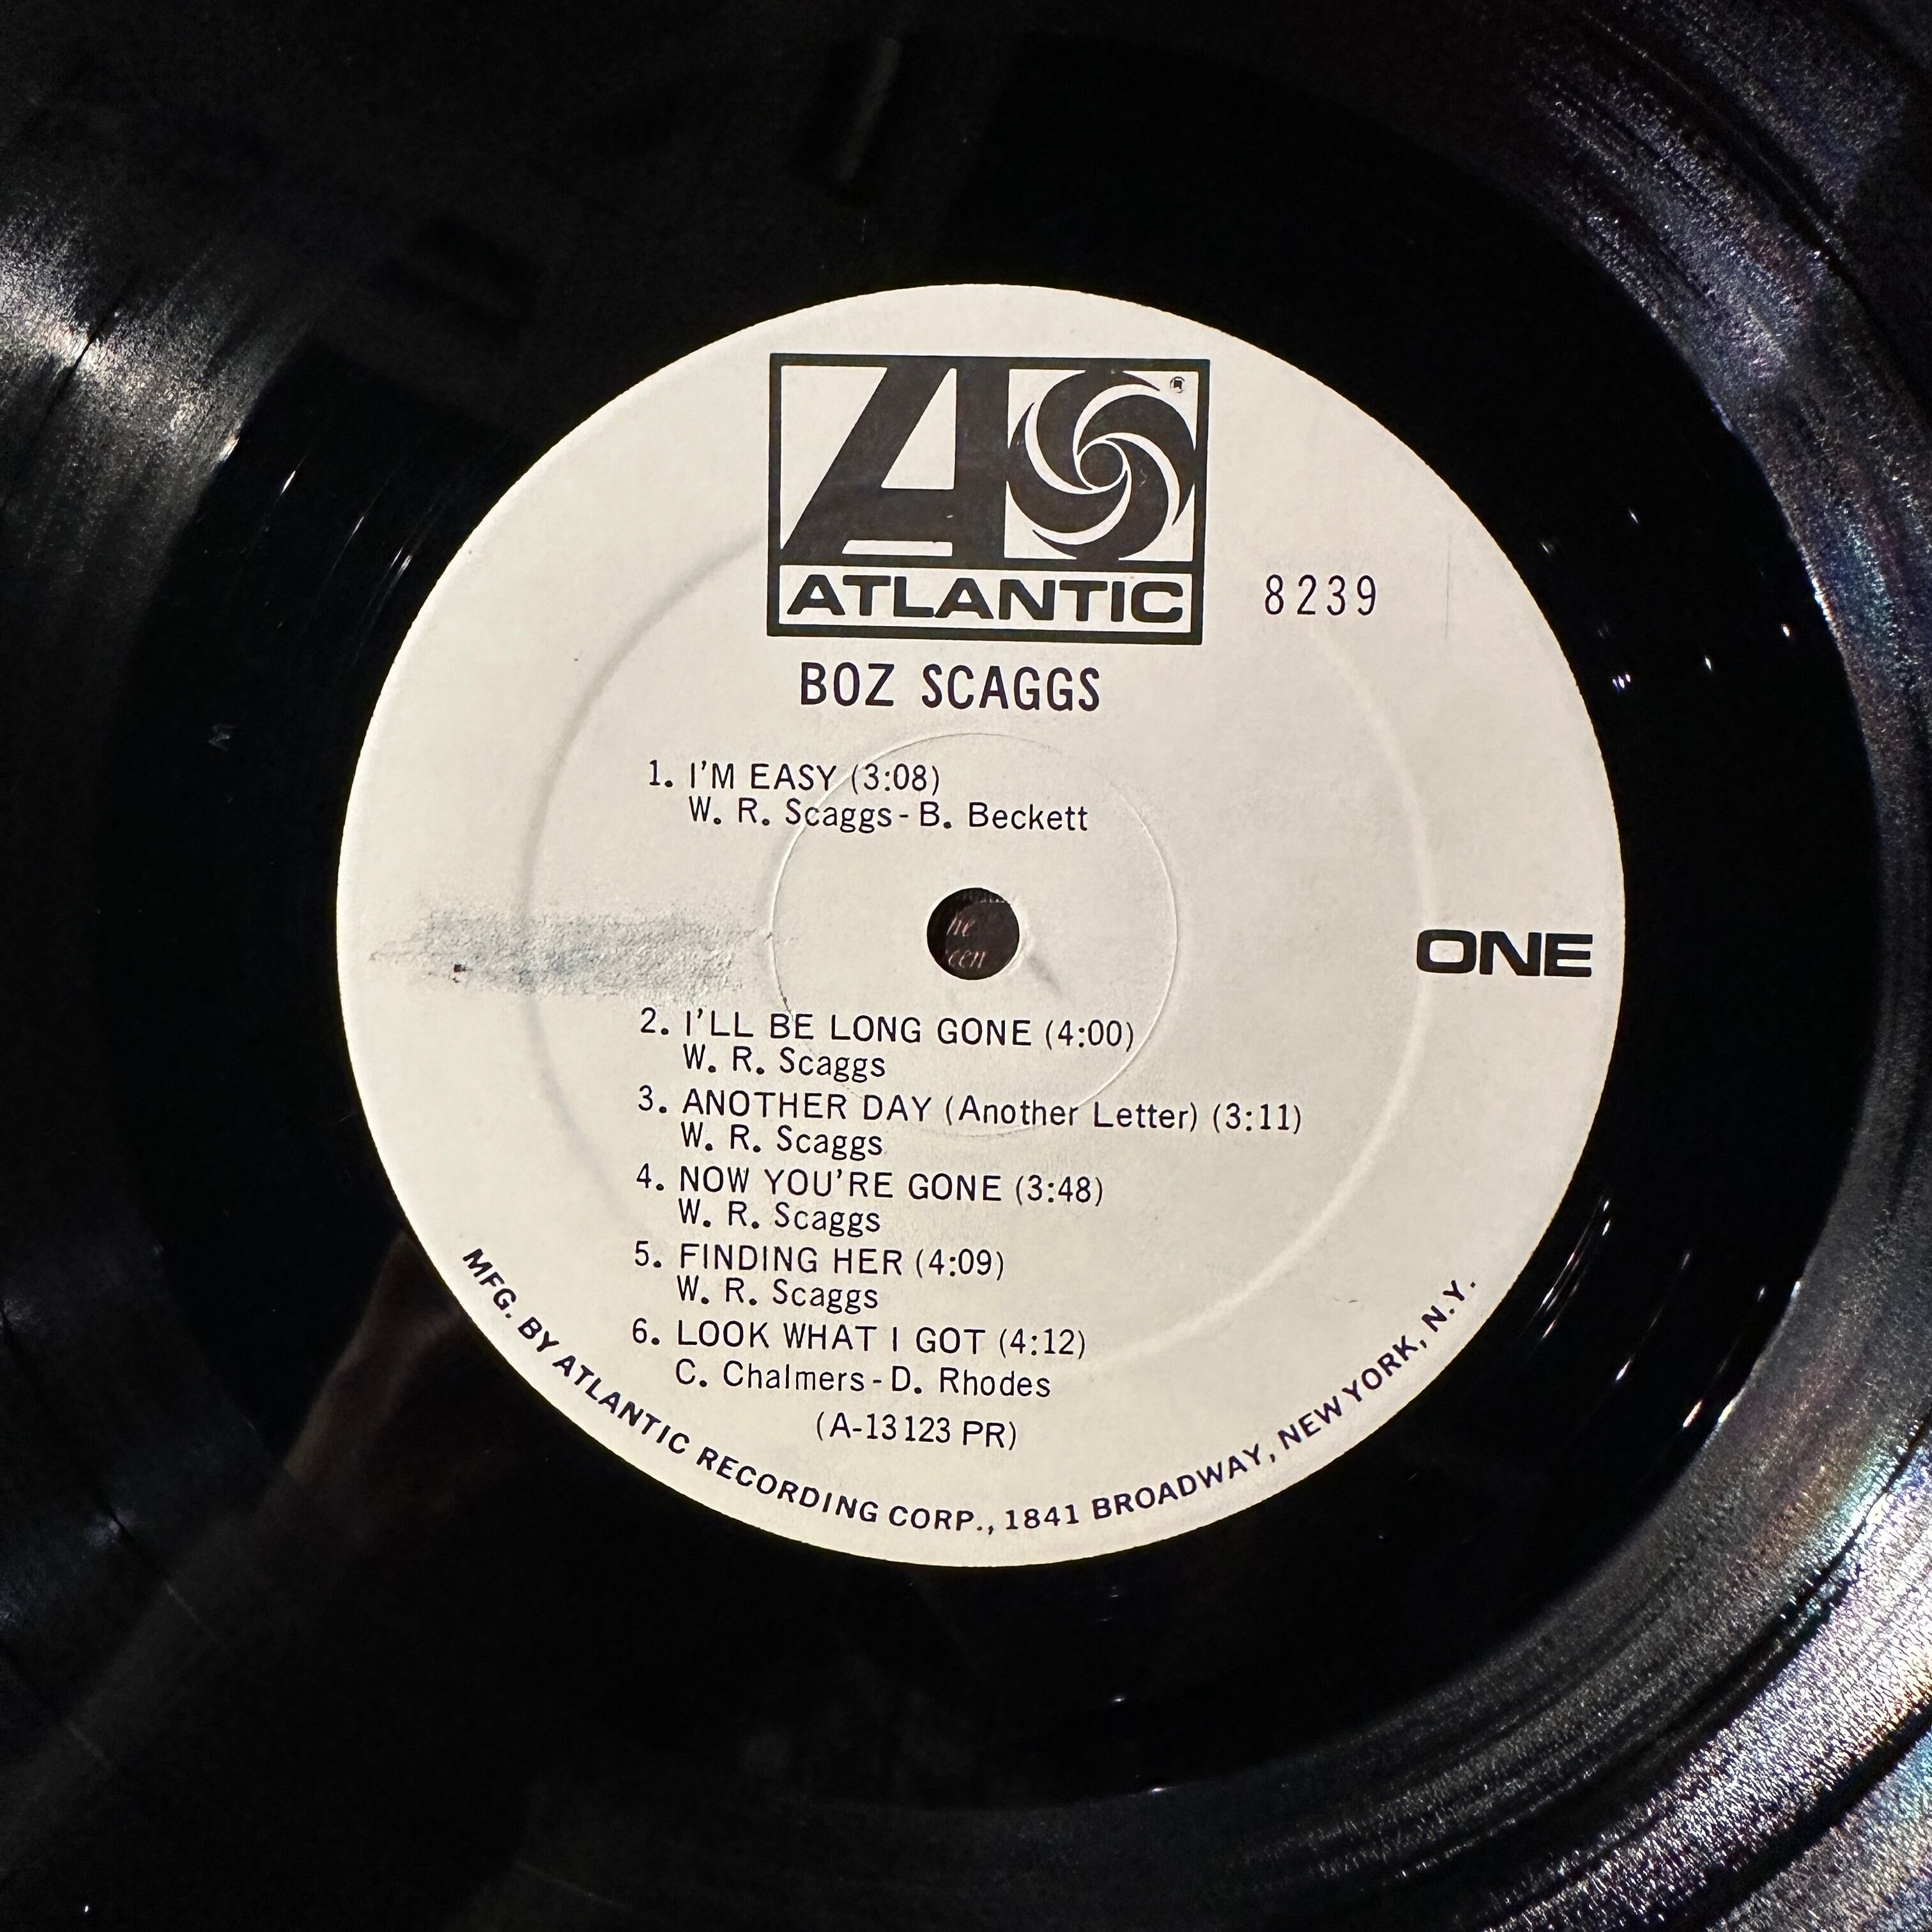 ATLANTIC
8239
BOZ SCAGGS
1. I'M EASY (3:08)
W. R. Scaggs - B. Beckett
ONE
2. I'LL BE LONG GONE (4:00)
W. R. Scaggs
3. ANOTHER DAY (Another Letter) (3:11)
W. R. Scaggs
4. NOW YOU'RE GONE (3:48)
W. R. Scaggs
5. FINDING HER (4:09)
W. R. Scaggs
6. LOOK WHAT I GOT (4:12)
C. Chalmers - D. Rhodes
(A-13123 PR)
MFG. BY ATLANTIC RECORDING CORP., 1841 BROADWAY, NEW YORK, N.Y.